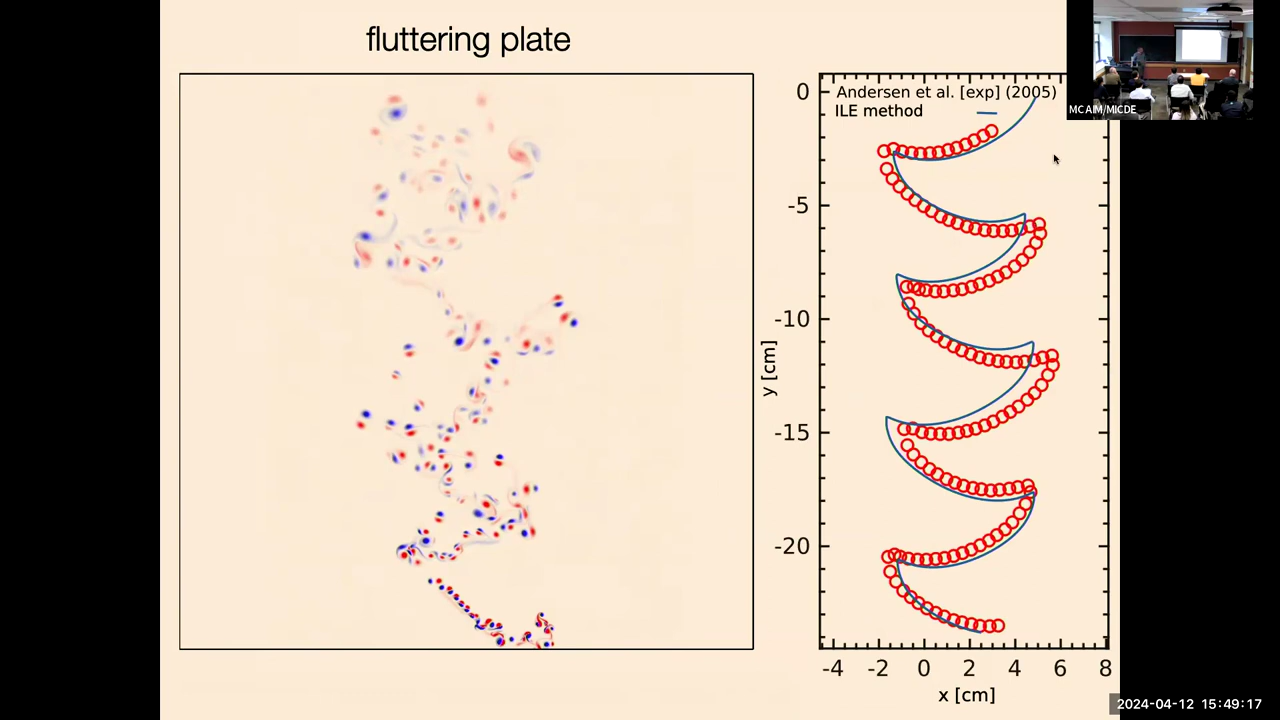 fluttering plate
Andersen et al. [exp] (2005)
ILE method
MCAIM/MICDE
0
-5
-10
-15
-20
y [cm]
-4 -2 0 2 4 6 8
x [cm]
2024-04-12 15:49:17